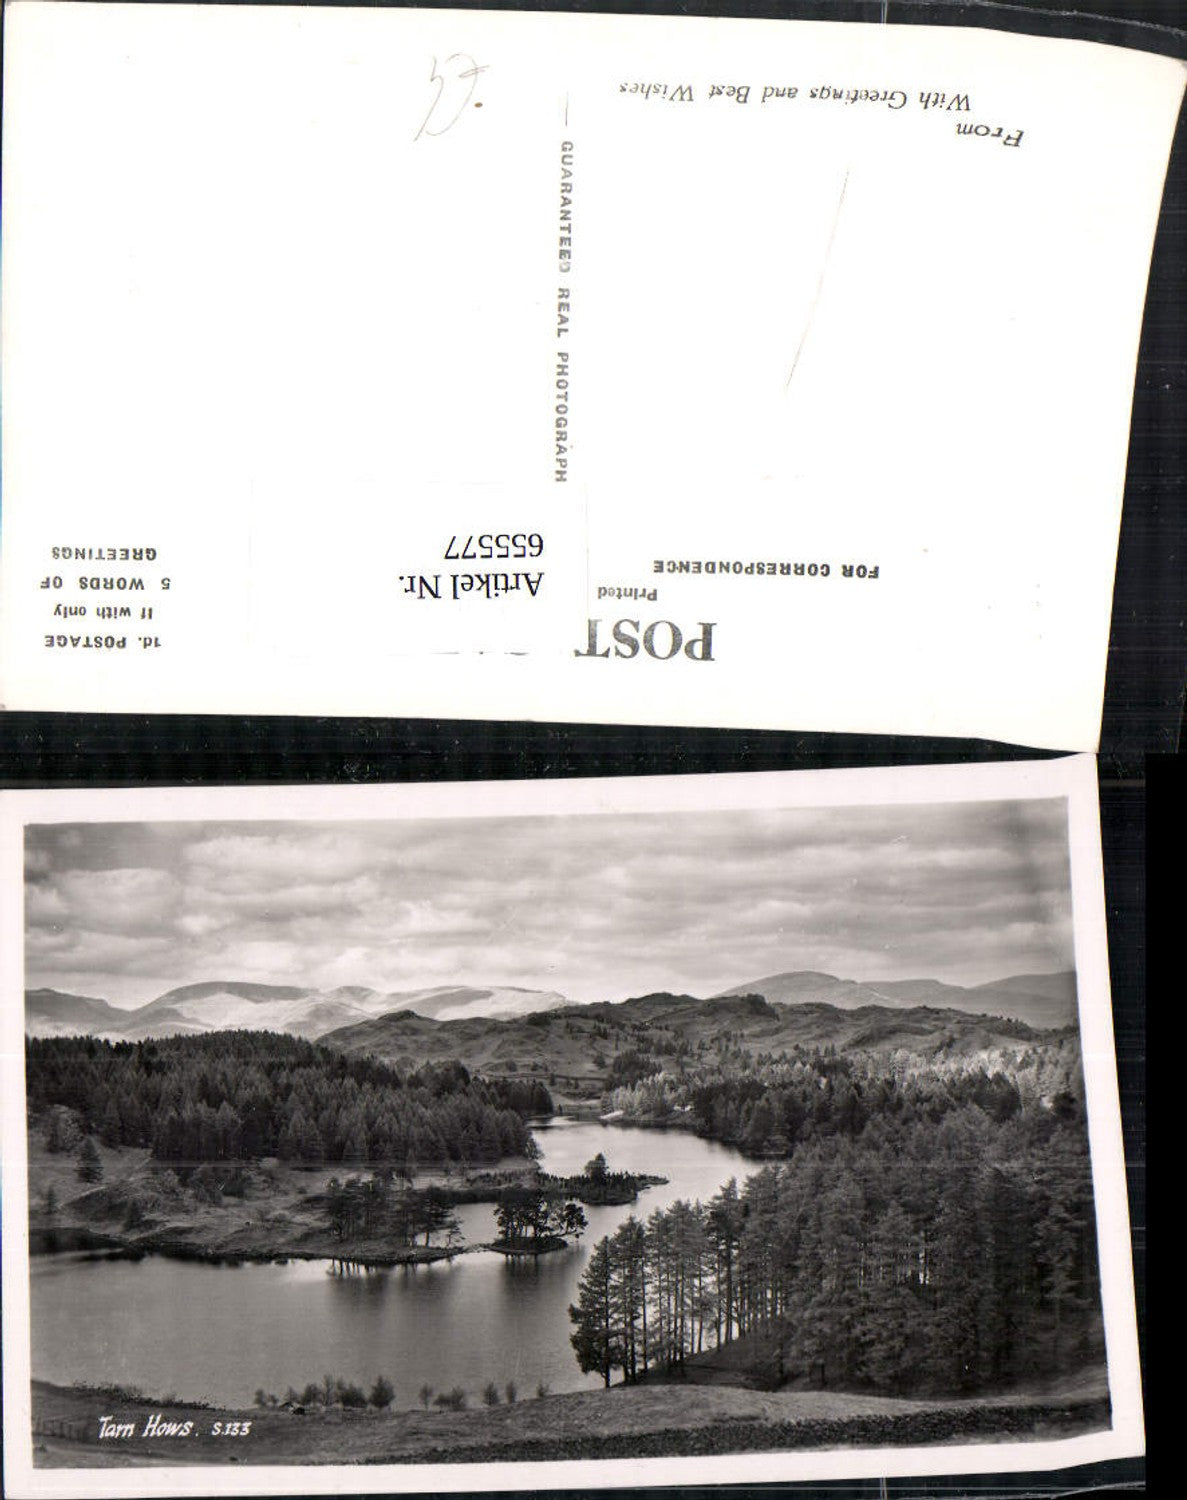 POST
Printed
FOR CORRESPONDENCE
From
With Greetings and Best Wishes
GUARANTEED REAL PHOTOGRAPH
Artikel Nr.
655577
1d. POSTAGE
If with only
5 WORDS OF
GREETINGS
Tarn Hows. S.133